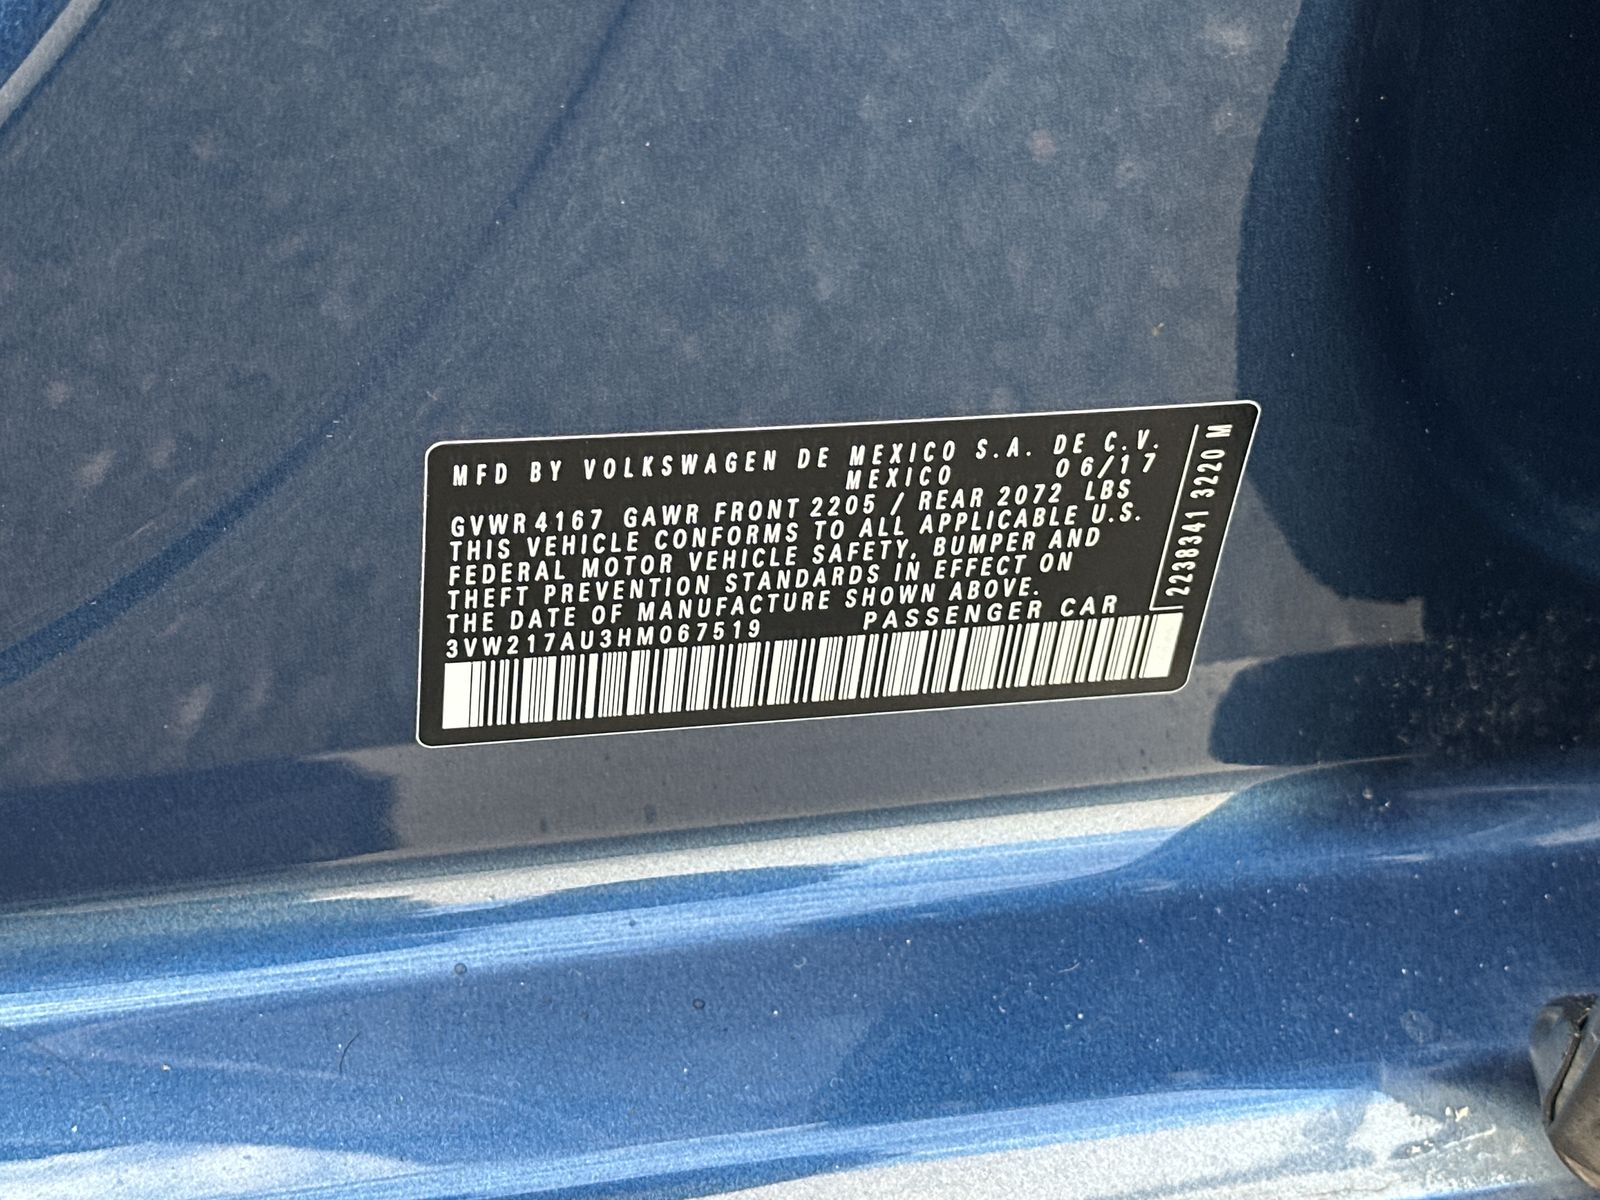 MFD BY VOLKSWAGEN DE MEXICO S.A. DE C.V.
MEXICO 06/17
GVWR 4167 GAWR FRONT 2205 / REAR 2072 LBS
THIS VEHICLE CONFORMS TO ALL APPLICABLE U.S.
FEDERAL MOTOR VEHICLE SAFETY, BUMPER AND
THEFT PREVENTION STANDARDS IN EFFECT ON
THE DATE OF MANUFACTURE SHOWN ABOVE.
3VW217AU3HM067519 PASSENGER CAR
2238341 3220 M